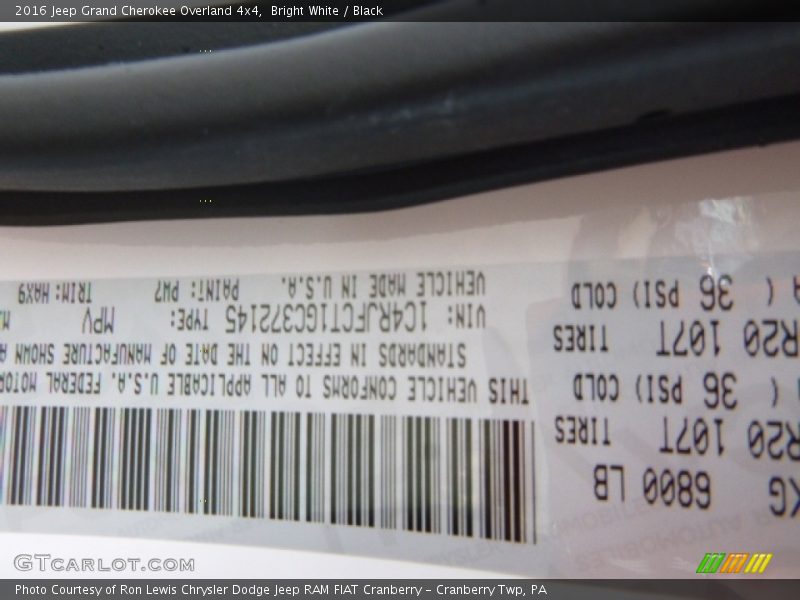 2016 Jeep Grand Cherokee Overland 4x4,  Bright White / Black
6800 LB
KG
THIS VEHICLE CONFORMS TO ALL APPLICABLE U.S.A. FEDERAL MOTOR
TIRES 107T R20
STANDARDS IN EFFECT ON THE DATE OF MANUFACTURE SHOWN
COLD 36 PSI) (
VIN: 1C4RJFCT1GC372145 TYPE: MPV
TIRES 107T R20
VEHICLE MADE IN U.S.A. PAINT: PW7 TRIM: HAX9
COLD 36 PSI) (
GTCARLOT.COM
Photo Courtesy of Ron Lewis Chrysler Dodge Jeep RAM FIAT Cranberry – Cranberry Twp, PA